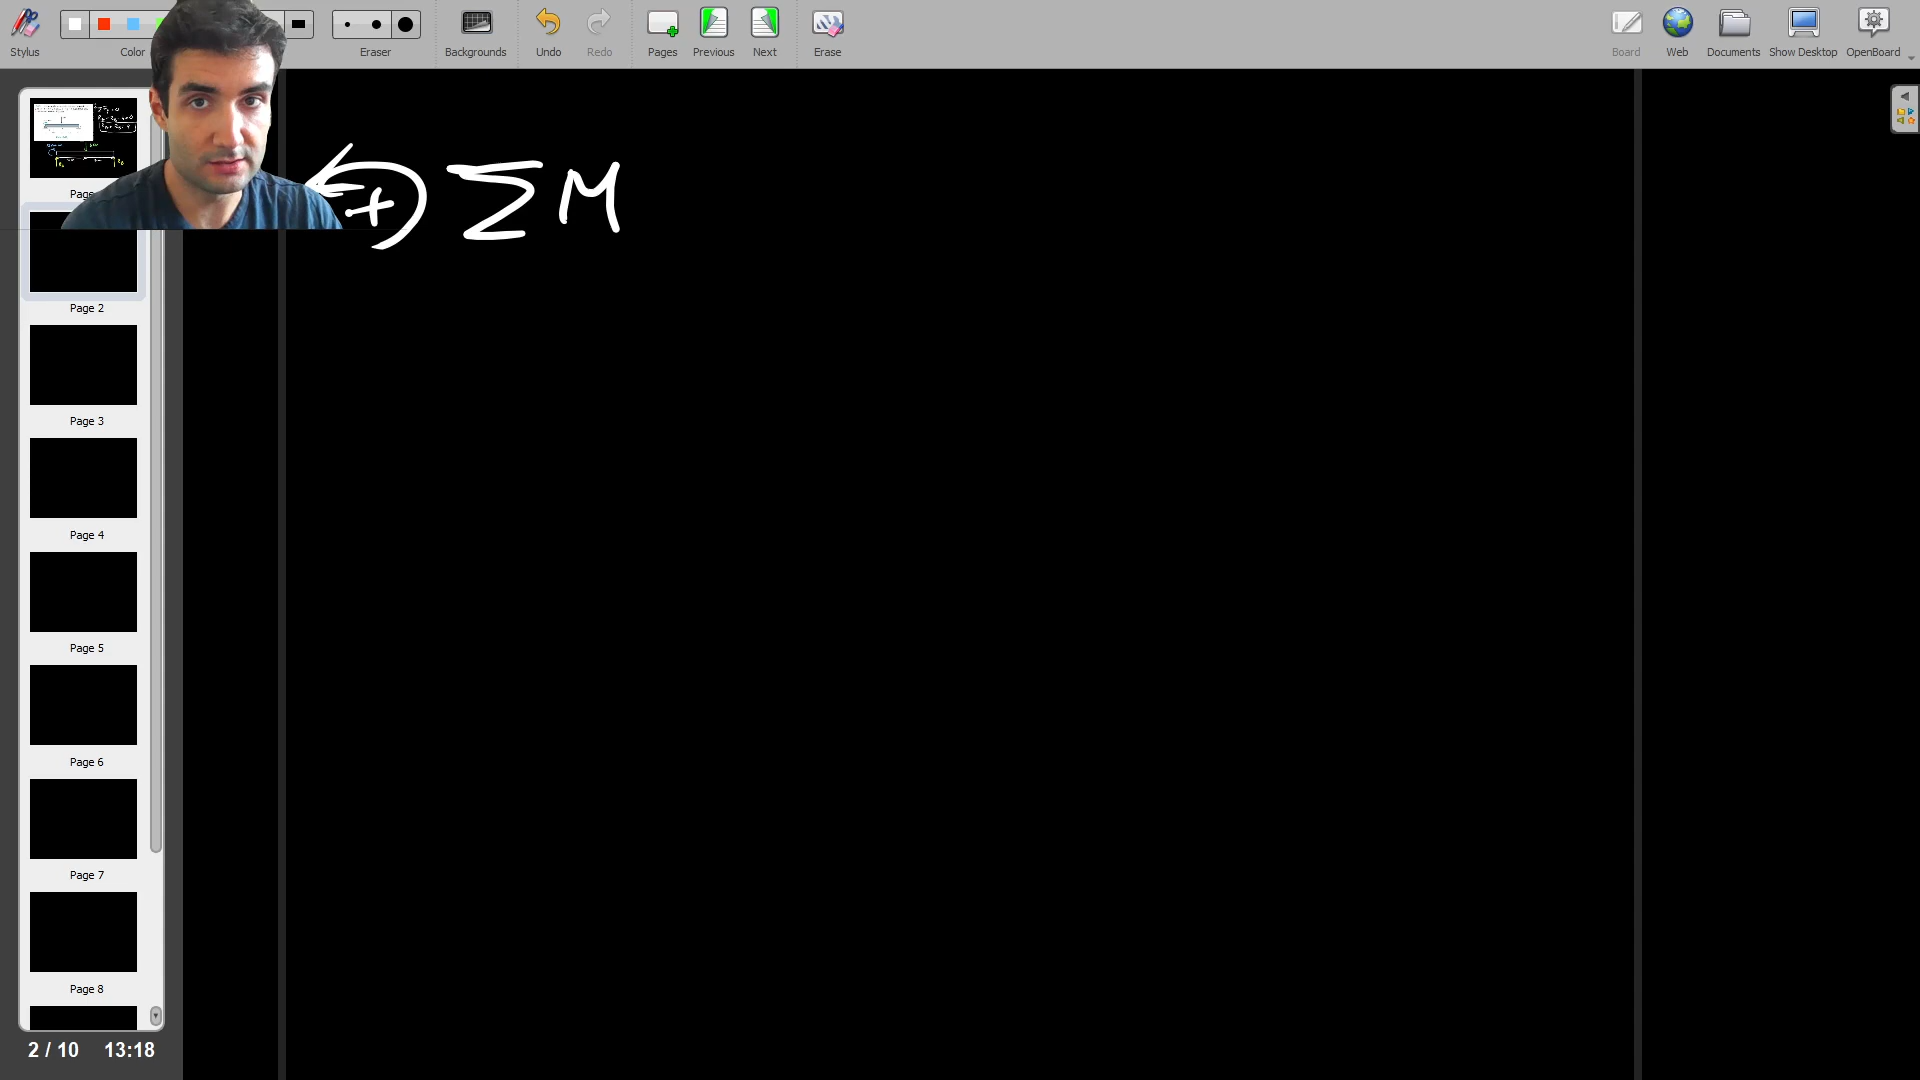 Stylus
Color
Eraser
Backgrounds
Undo
Redo
Pages
Previous
Next
Erase
Board
Web
Documents
Show Desktop
OpenBoard
Page
Page 2
Page 3
Page 4
Page 5
Page 6
Page 7
Page 8
2 / 10 13:18
+ Σ M